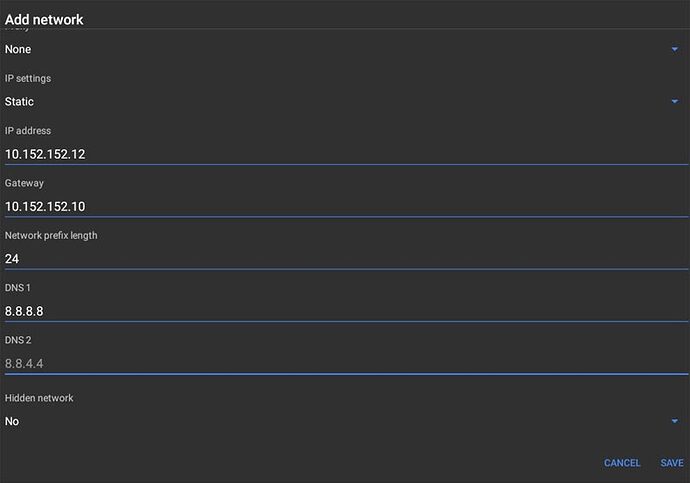 Add network
None
IP settings
Static
IP address
10.152.152.12
Gateway
10.152.152.10
Network prefix length
24
DNS 1
8.8.8.8
DNS 2
8.8.4.4
Hidden network
No
CANCEL SAVE